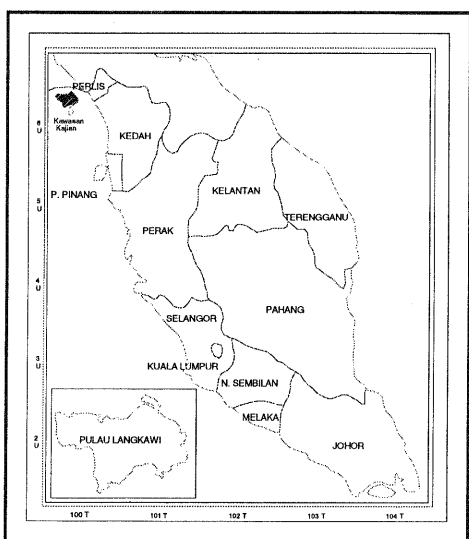 PERLIS
6 U
Kawasan
Kajian
KEDAH
5 U
P. PINANG
KELANTAN
TERENGGANU
PERAK
4 U
PAHANG
SELANGOR
3 U
KUALA LUMPUR
N. SEMBILAN
MELAKA
2 U
PULAU LANGKAWI
JOHOR
100 T 101 T 102 T 103 T 104 T